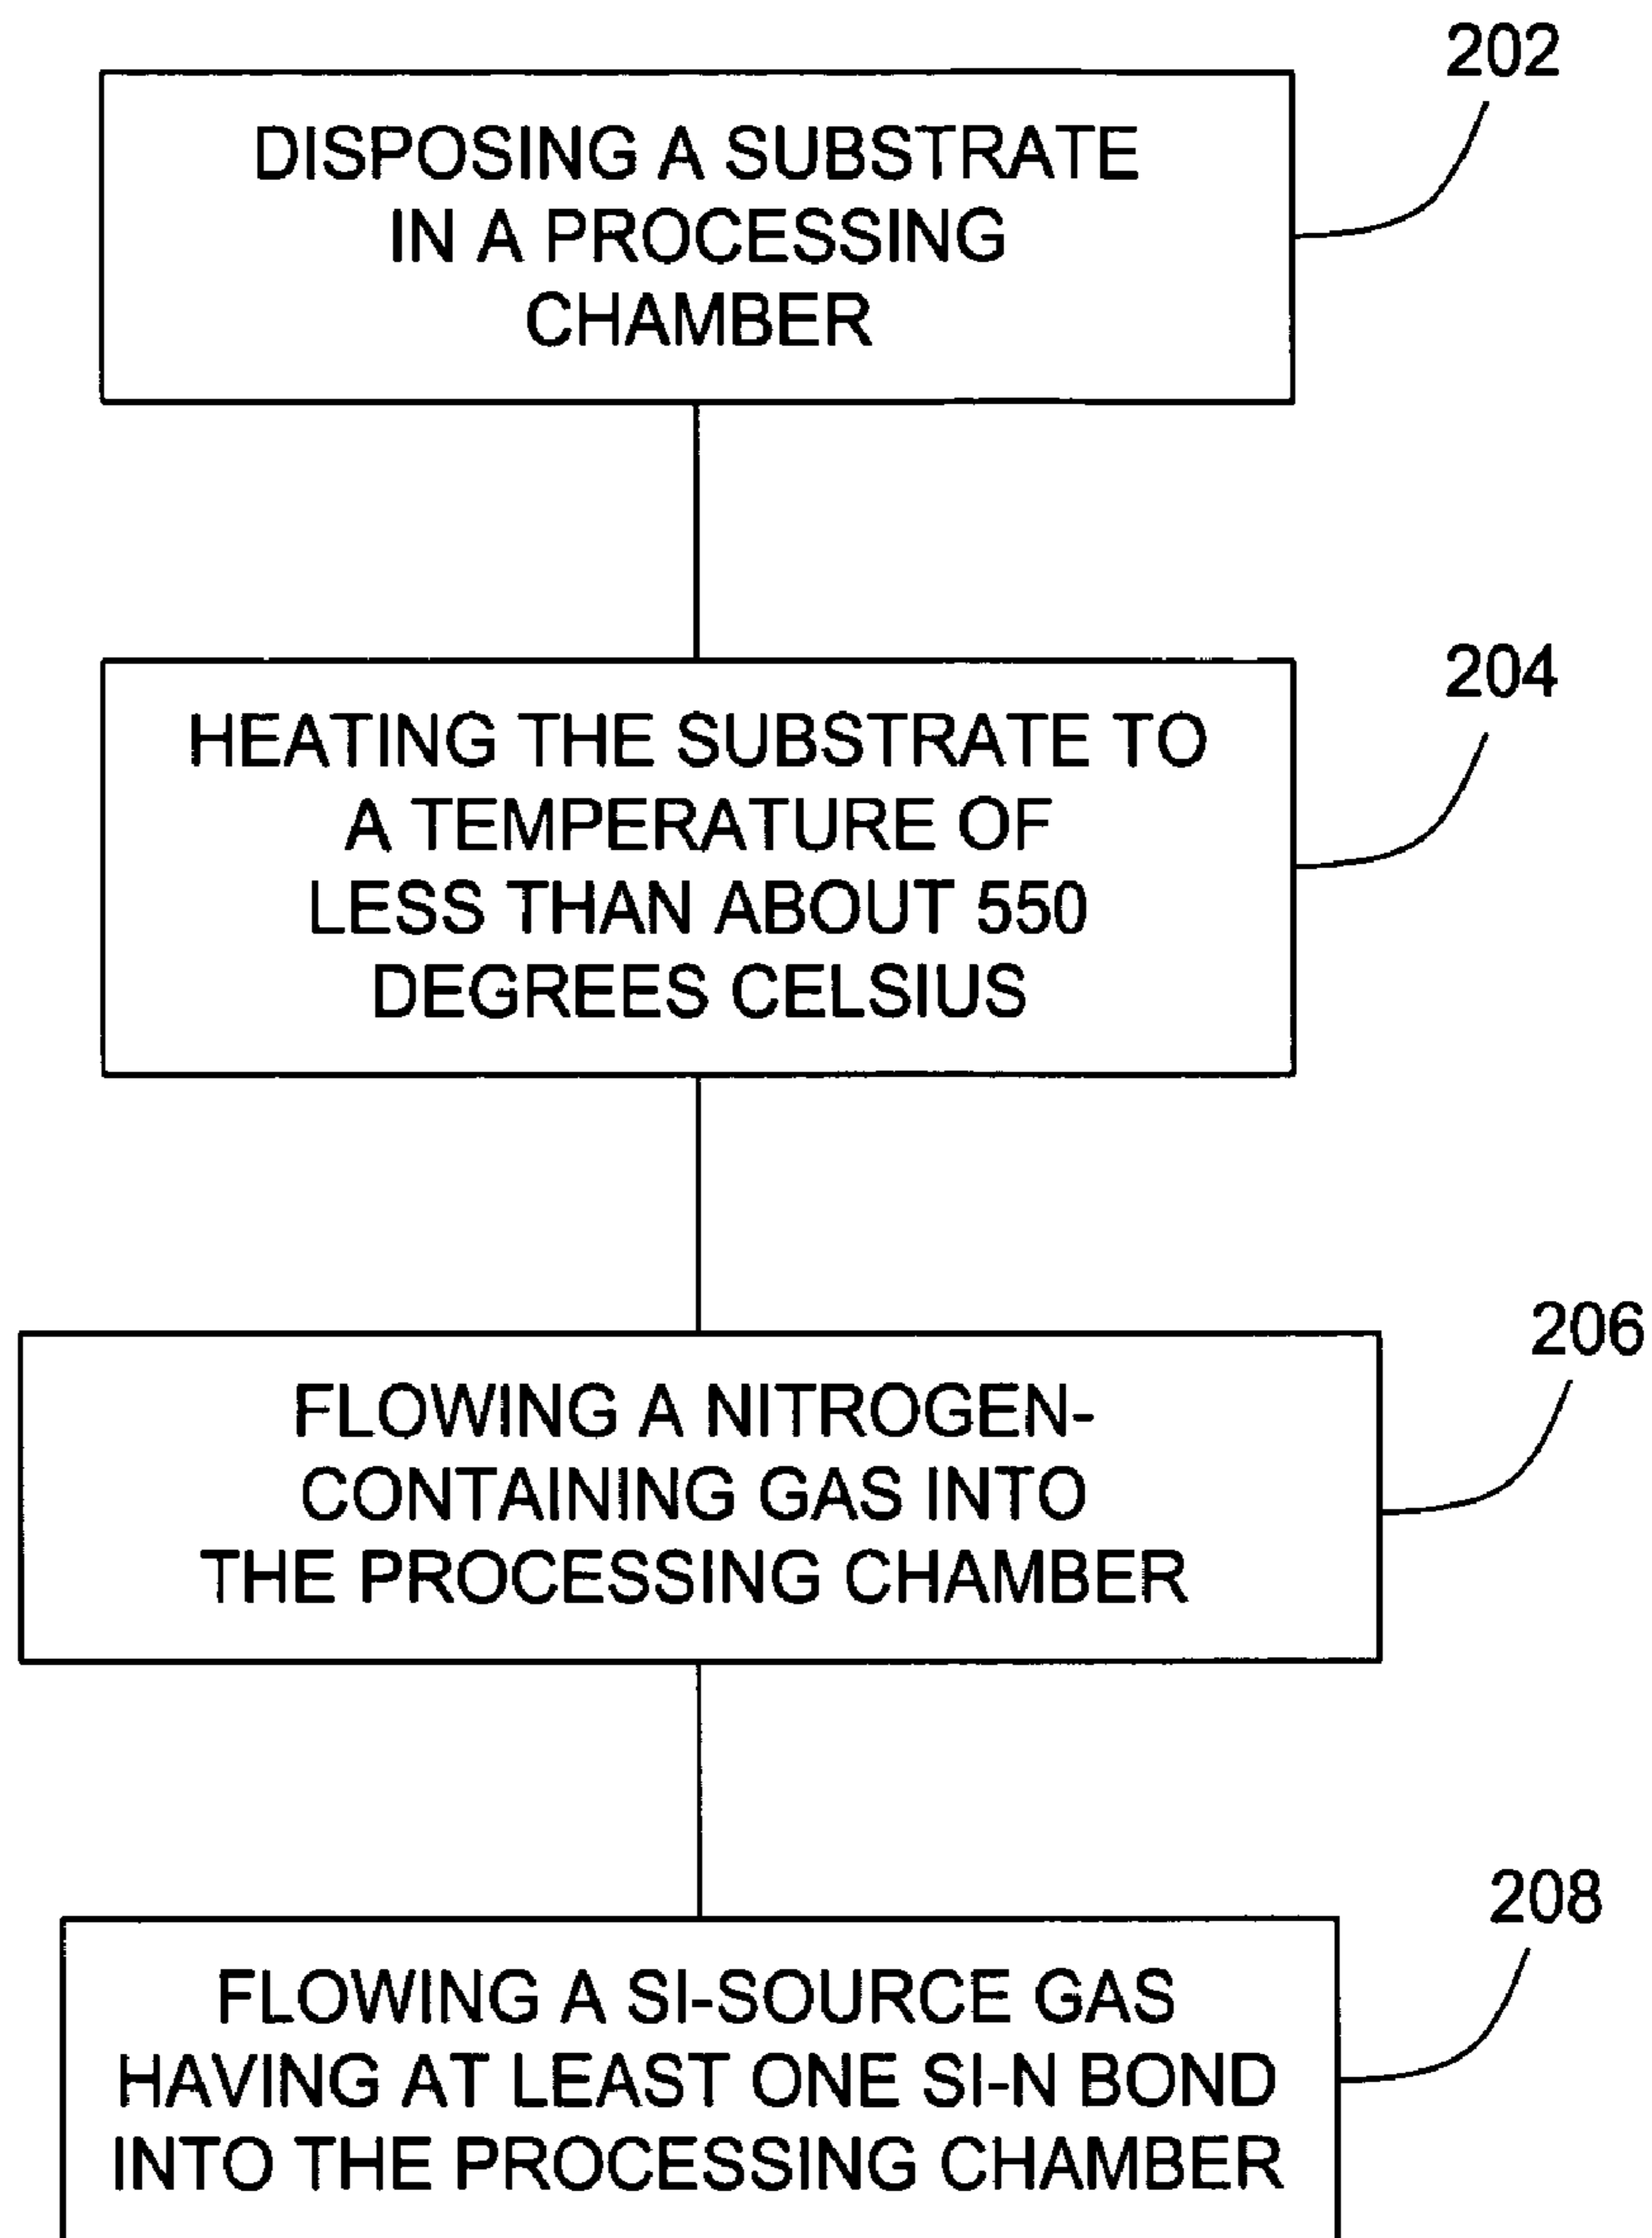 202
DISPOSING A SUBSTRATE
IN A PROCESSING
CHAMBER
204
HEATING THE SUBSTRATE TO
A TEMPERATURE OF
LESS THAN ABOUT 550
DEGREES CELSIUS
206
FLOWING A NITROGEN-
CONTAINING GAS INTO
THE PROCESSING CHAMBER
208
FLOWING A SI-SOURCE GAS
HAVING AT LEAST ONE SI-N BOND
INTO THE PROCESSING CHAMBER